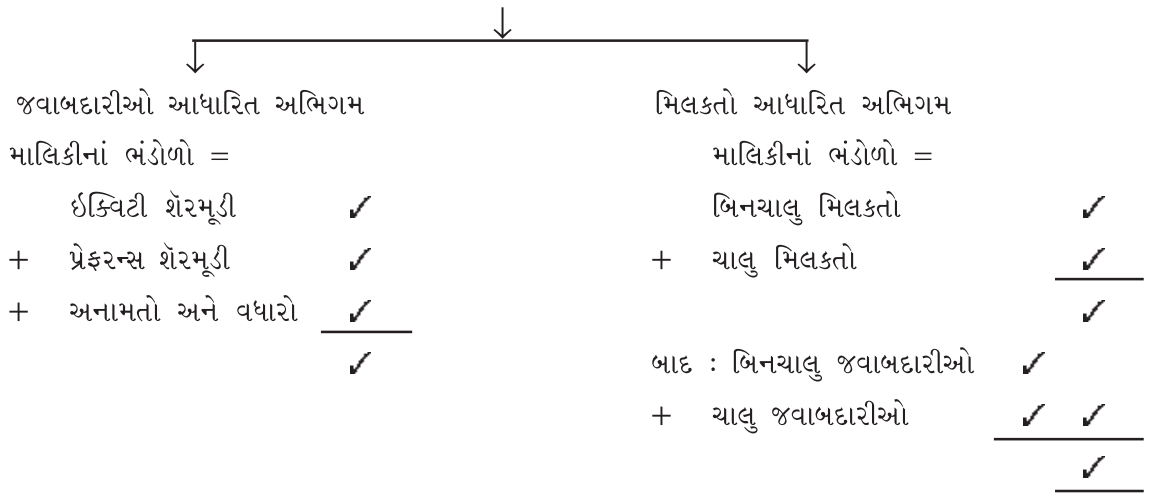 જવાબદારીઓ આધારિત અભિગમ
માલિકીનાં ભંડોળો =
ઇક્વિટી શૅરમૂડી ✓
+ પ્રેફરન્સ શૅરમૂડી ✓
+ અનામતો અને વધારો ✓
✓
મિલકતો આધારિત અભિગમ
માલિકીનાં ભંડોળો =
બિનચાલુ મિલકતો ✓
+ ચાલુ મિલકતો ✓
✓
બાદ : બિનચાલુ જવાબદારીઓ ✓
+ ચાલુ જવાબદારીઓ ✓ ✓
✓